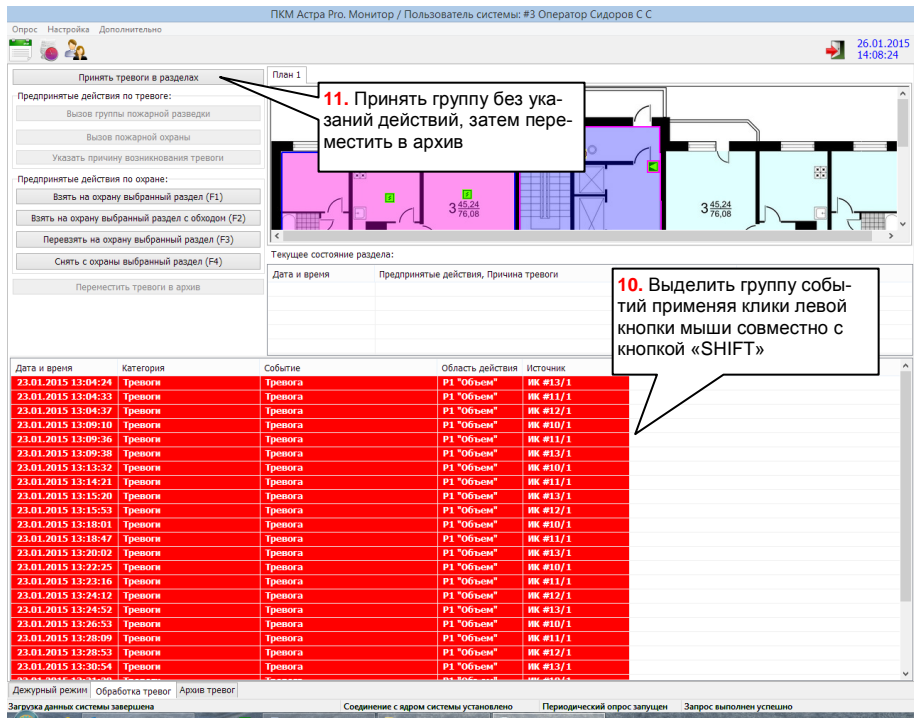 ПКМ Астра Pro. Монитор / Пользователь системы: #3 Оператор Сидоров С С
Опрос Настройка Дополнительно
26.01.2015
14:08:24
Принять тревоги в разделах
Предпринятые действия по тревоге:
Вызов группы пожарной разведки
Вызов пожарной охраны
Указать причину возникнования тревоги
Предпринятые действия по охране:
Взять на охрану выбранный раздел (F1)
Взять на охрану выбранный раздел с обходом (F2)
Перевзять на охрану выбранный раздел (F3)
Снять с охраны выбранный раздел (F4)
Переместить тревоги в архив
План 1
11. Принять группу без ука-
заний действий, затем пере-
местить в архив
3 45,24
76,08
3 45,24
76,08
Текущее состояние раздела:
Дата и время Предпринятые действия, Причина тревоги
10. Выделить группу собы-
тий применяя клики левой
кнопки мыши совместно с
кнопкой «SHIFT»
Дата и время Категория Событие Область действия Источник
23.01.2015 13:04:24 Тревоги Тревога Р1 "Объем" ИК #13/1
23.01.2015 13:04:33 Тревоги Тревога Р1 "Объем" ИК #11/1
23.01.2015 13:04:37 Тревоги Тревога Р1 "Объем" ИК #12/1
23.01.2015 13:09:10 Тревоги Тревога Р1 "Объем" ИК #10/1
23.01.2015 13:09:36 Тревоги Тревога Р1 "Объем" ИК #11/1
23.01.2015 13:09:38 Тревоги Тревога Р1 "Объем" ИК #13/1
23.01.2015 13:13:32 Тревоги Тревога Р1 "Объем" ИК #10/1
23.01.2015 13:14:21 Тревоги Тревога Р1 "Объем" ИК #11/1
23.01.2015 13:15:20 Тревоги Тревога Р1 "Объем" ИК #13/1
23.01.2015 13:15:53 Тревоги Тревога Р1 "Объем" ИК #12/1
23.01.2015 13:18:01 Тревоги Тревога Р1 "Объем" ИК #10/1
23.01.2015 13:18:47 Тревоги Тревога Р1 "Объем" ИК #11/1
23.01.2015 13:20:02 Тревоги Тревога Р1 "Объем" ИК #13/1
23.01.2015 13:22:25 Тревоги Тревога Р1 "Объем" ИК #10/1
23.01.2015 13:23:16 Тревоги Тревога Р1 "Объем" ИК #11/1
23.01.2015 13:24:12 Тревоги Тревога Р1 "Объем" ИК #12/1
23.01.2015 13:24:52 Тревоги Тревога Р1 "Объем" ИК #13/1
23.01.2015 13:26:53 Тревоги Тревога Р1 "Объем" ИК #10/1
23.01.2015 13:28:09 Тревоги Тревога Р1 "Объем" ИК #11/1
23.01.2015 13:28:53 Тревоги Тревога Р1 "Объем" ИК #12/1
23.01.2015 13:30:54 Тревоги Тревога Р1 "Объем" ИК #13/1
Дежурный режим Обработка тревог Архив тревог
Загрузка данных системы завершена Соединение с ядром системы установлено Периодический опрос запущен Запрос выполнен успешно